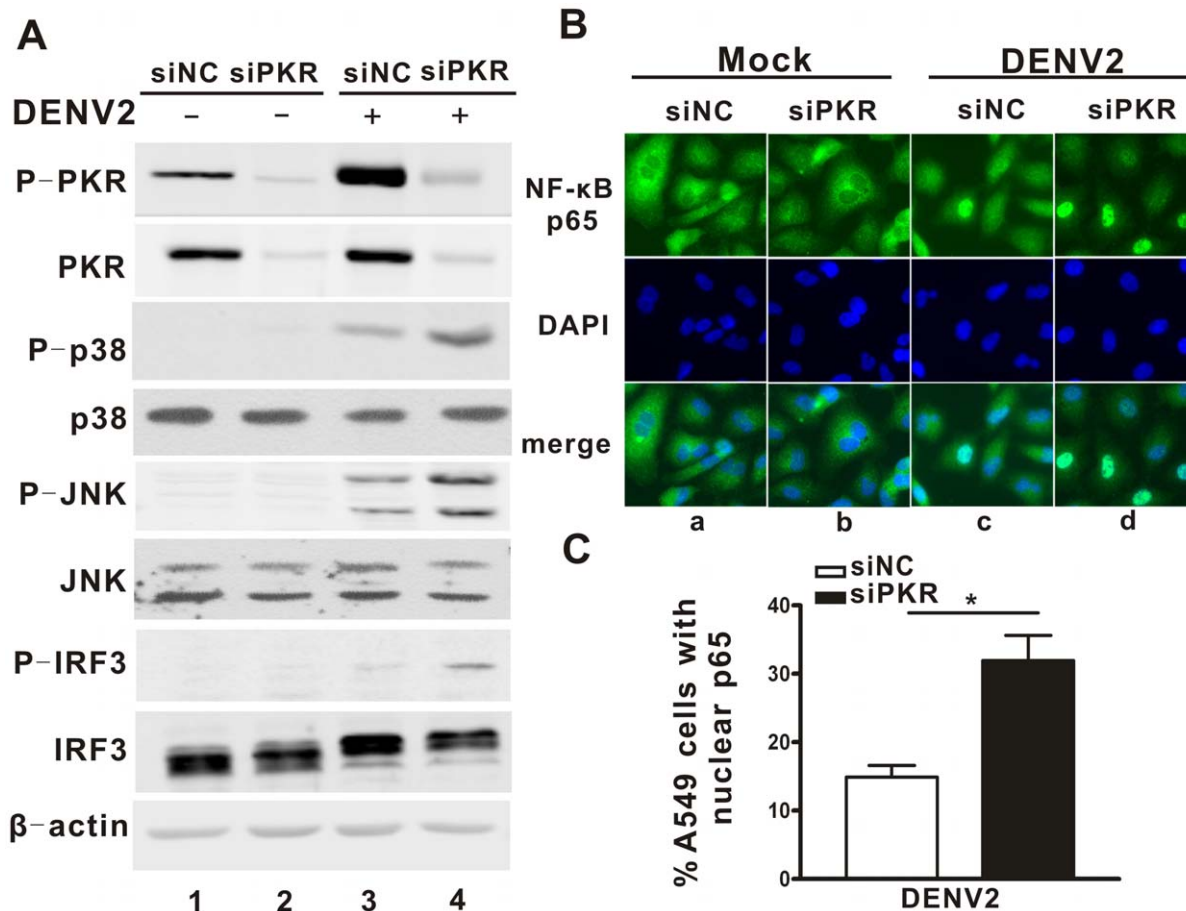 A
siNC siPKR siNC siPKR
DENV2 − − + +
P−PKR
PKR
P−p38
p38
P−JNK
JNK
P−IRF3
IRF3
β−actin
1 2 3 4
B
Mock DENV2
siNC siPKR siNC siPKR
NF-κB
p65
DAPI
merge
a b c d
C
siNC
siPKR
*
% A549 cells with
nuclear p65
40
30
20
10
0
DENV2